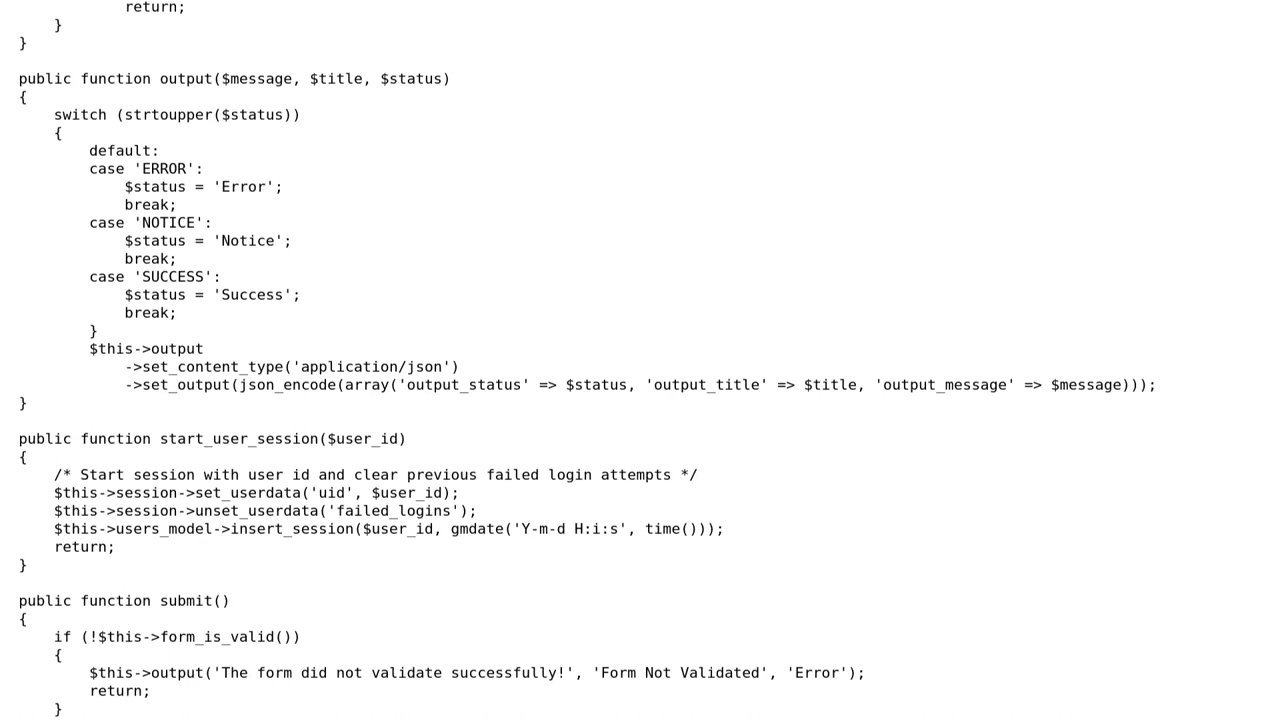 return;
    }
}

public function output($message, $title, $status)
{
    switch (strtoupper($status))
    {
        default:
        case 'ERROR':
            $status = 'Error';
            break;
        case 'NOTICE':
            $status = 'Notice';
            break;
        case 'SUCCESS':
            $status = 'Success';
            break;
        }
        $this->output
            ->set_content_type('application/json')
            ->set_output(json_encode(array('output_status' => $status, 'output_title' => $title, 'output_message' => $message)));
}

public function start_user_session($user_id)
{
    /* Start session with user id and clear previous failed login attempts */
    $this->session->set_userdata('uid', $user_id);
    $this->session->unset_userdata('failed_logins');
    $this->users_model->insert_session($user_id, gmdate('Y-m-d H:i:s', time()));
    return;
}

public function submit()
{
    if (!$this->form_is_valid())
    {
        $this->output('The form did not validate successfully!', 'Form Not Validated', 'Error');
        return;
    }